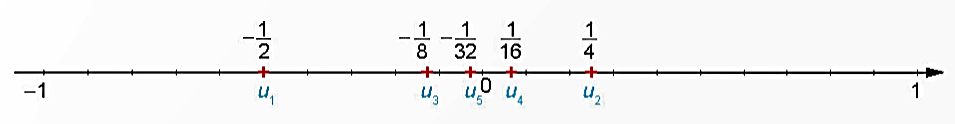 -1/2 -1/8 -1/32 1/16 1/4
-1 u₁ u₃ u₅ 0 u₄ u₂ 1